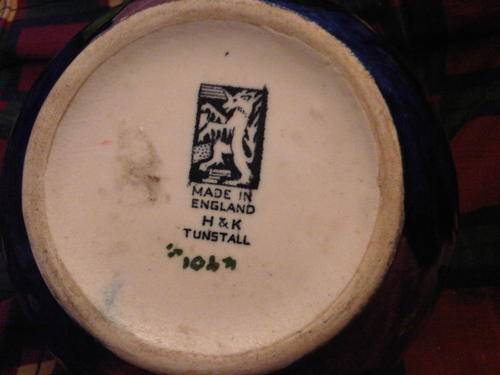 MADE IN
ENGLAND
H & K
TUNSTALL